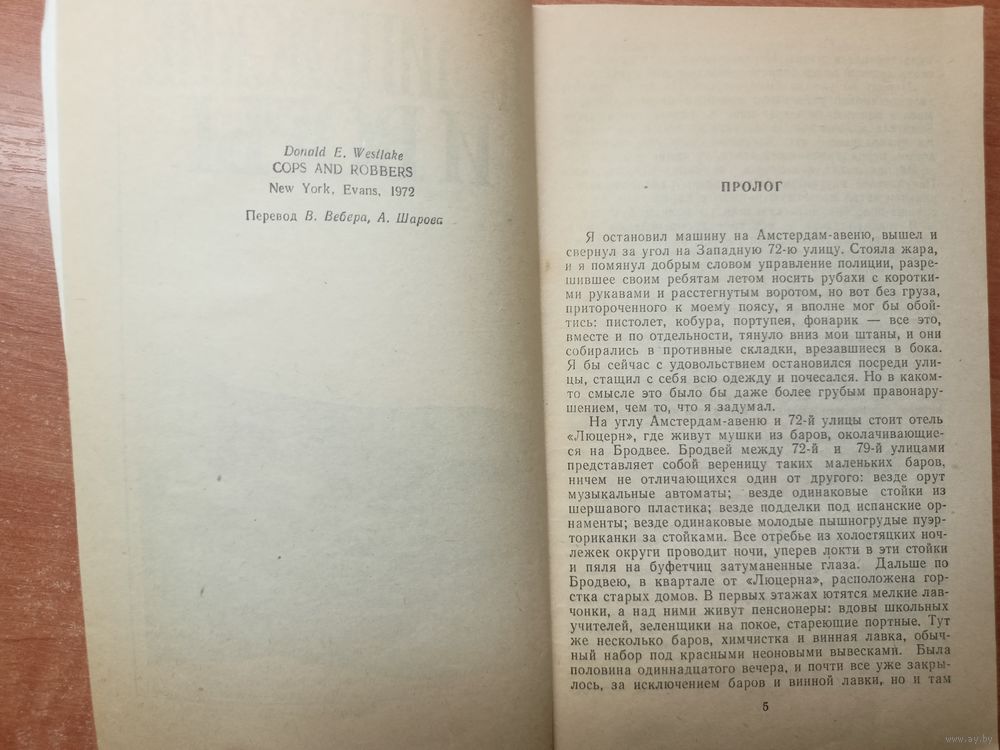 Donald E. Westlake
COPS AND ROBBERS
New York, Evans, 1972
Перевод В. Вебера, А. Шарова
ПРОЛОГ
Я остановил машину на Амстердам-авеню, вышел и
свернул за угол на Западную 72-ю улицу. Стояла жара,
и я помянул добрым словом управление полиции, разре-
шившее своим ребятам летом носить рубахи с коротки-
ми рукавами и расстегнутым воротом, но вот без груза,
притороченного к моему поясу, я вполне мог бы обой-
тись: пистолет, кобура, портупея, фонарик — все это,
вместе и по отдельности, тянуло вниз мои штаны, и они
собирались в противные складки, врезавшиеся в бока.
Я бы сейчас с удовольствием остановился посреди ули-
цы, стащил с себя всю одежду и почесался. Но в каком-
то смысле это было бы даже более грубым правонару-
шением, чем то, что я задумал.
На углу Амстердам-авеню и 72-й улицы стоит отель
«Люцерн», где живут мушки из баров, околачивающие-
ся на Бродвее. Бродвей между 72-й и 79-й улицами
представляет собой вереницу таких маленьких баров,
ничем не отличающихся один от другого: везде орут
музыкальные автоматы; везде одинаковые стойки из
шершавого пластика; везде подделки под испанские ор-
наменты; везде одинаковые молодые пышногрудые пуэр-
ториканки за стойками. Все отребье из холостяцких ноч-
лежек округи проводит ночи, уперев локти в эти стойки
и пяля на буфетчиц затуманенные глаза. Дальше по
Бродвею, в квартале от «Люцерна», расположена гор-
стка старых домов. В первых этажах ютятся мелкие лав-
чонки, а над ними живут пенсионеры: вдовы школьных
учителей, зеленщики на покое, стареющие портные. Тут
же несколько баров, химчистка и винная лавка, обыч-
ный набор под красными неоновыми вывесками. Была
половина одиннадцатого вечера, и почти все уже закры-
лось, за исключением баров и винной лавки, но и там
5
www.ay.by